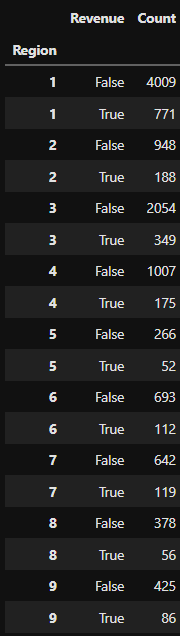 Revenue Count
Region
1 False 4009
1 True 771
2 False 948
2 True 188
3 False 2054
3 True 349
4 False 1007
4 True 175
5 False 266
5 True 52
6 False 693
6 True 112
7 False 642
7 True 119
8 False 378
8 True 56
9 False 425
9 True 86